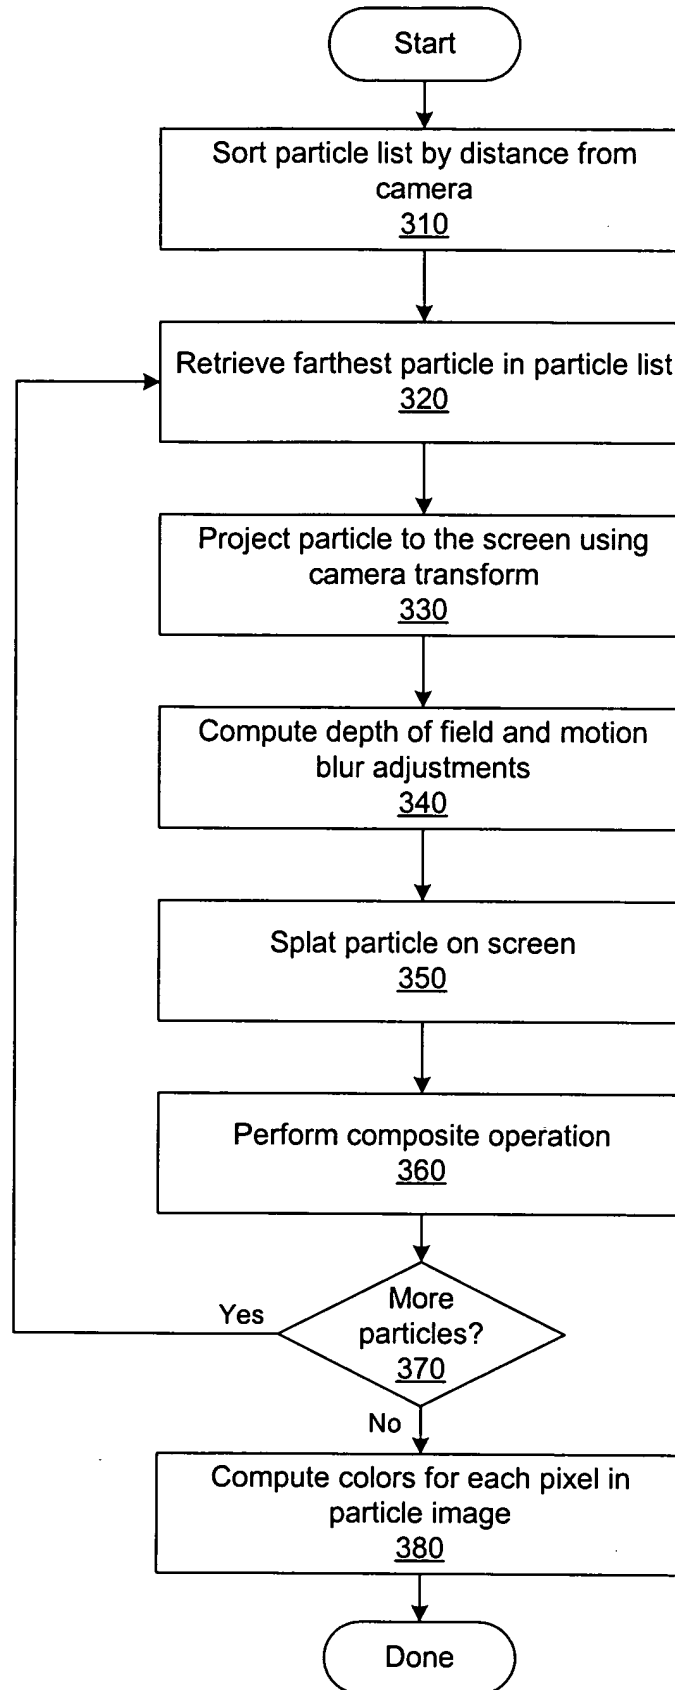 Start
Sort particle list by distance from
camera
310
Retrieve farthest particle in particle list
320
Project particle to the screen using
camera transform
330
Compute depth of field and motion
blur adjustments
340
Splat particle on screen
350
Perform composite operation
360
More
particles?
370
Yes
No
Compute colors for each pixel in
particle image
380
Done